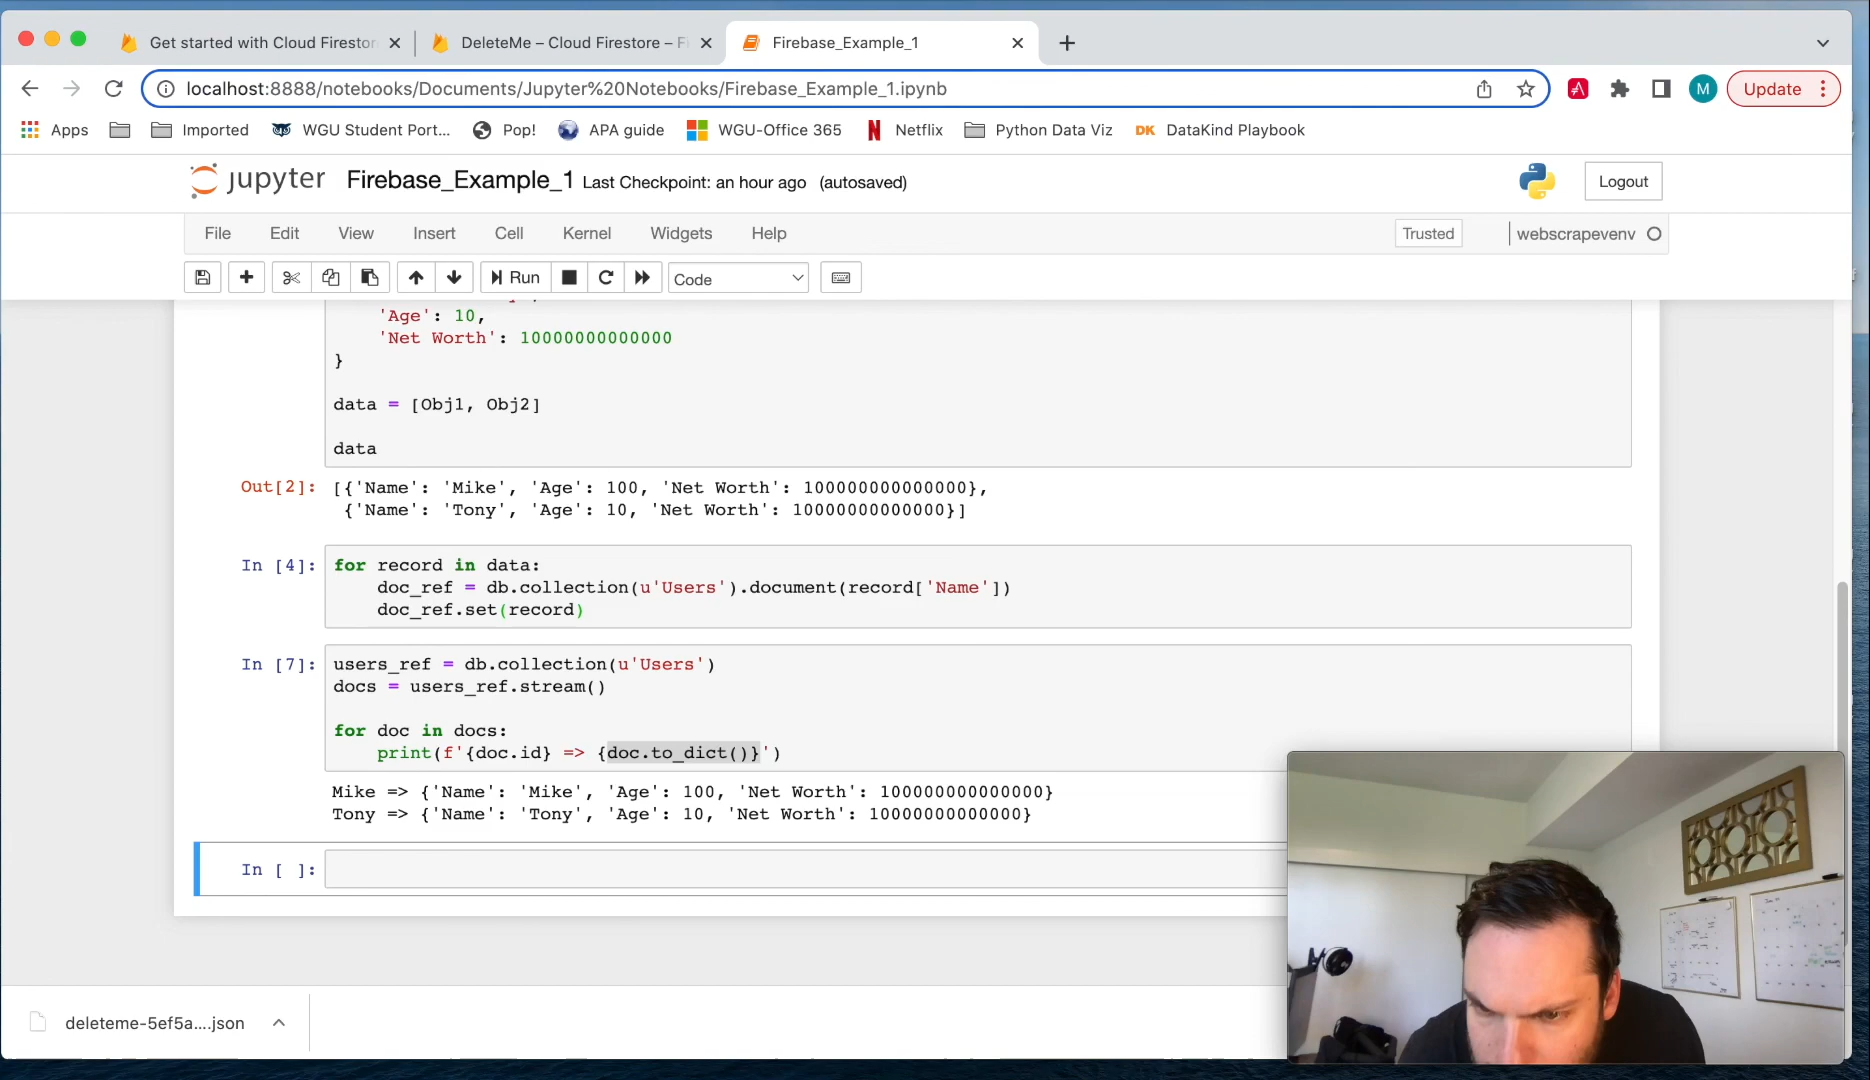 Get started with Cloud Firestor
DeleteMe – Cloud Firestore – Fi
Firebase_Example_1
localhost:8888/notebooks/Documents/Jupyter%20Notebooks/Firebase_Example_1.ipynb
M
Update
Apps
Imported
WGU Student Port...
Pop!
APA guide
WGU-Office 365
N Netflix
Python Data Viz
DK DataKind Playbook
jupyter Firebase_Example_1 Last Checkpoint: an hour ago (autosaved)
Logout
File Edit View Insert Cell Kernel Widgets Help
Trusted
webscrapevenv
Run
Code
'Age': 10,
'Net Worth': 10000000000000
}
data = [Obj1, Obj2]
data
Out[2]: [{'Name': 'Mike', 'Age': 100, 'Net Worth': 100000000000000},
{'Name': 'Tony', 'Age': 10, 'Net Worth': 10000000000000}]
In [4]: for record in data:
doc_ref = db.collection(u'Users').document(record['Name'])
doc_ref.set(record)
In [7]: users_ref = db.collection(u'Users')
docs = users_ref.stream()
for doc in docs:
print(f'{doc.id} => {doc.to_dict()}')
Mike => {'Name': 'Mike', 'Age': 100, 'Net Worth': 100000000000000}
Tony => {'Name': 'Tony', 'Age': 10, 'Net Worth': 10000000000000}
In [ ]:
deleteme-5ef5a....json